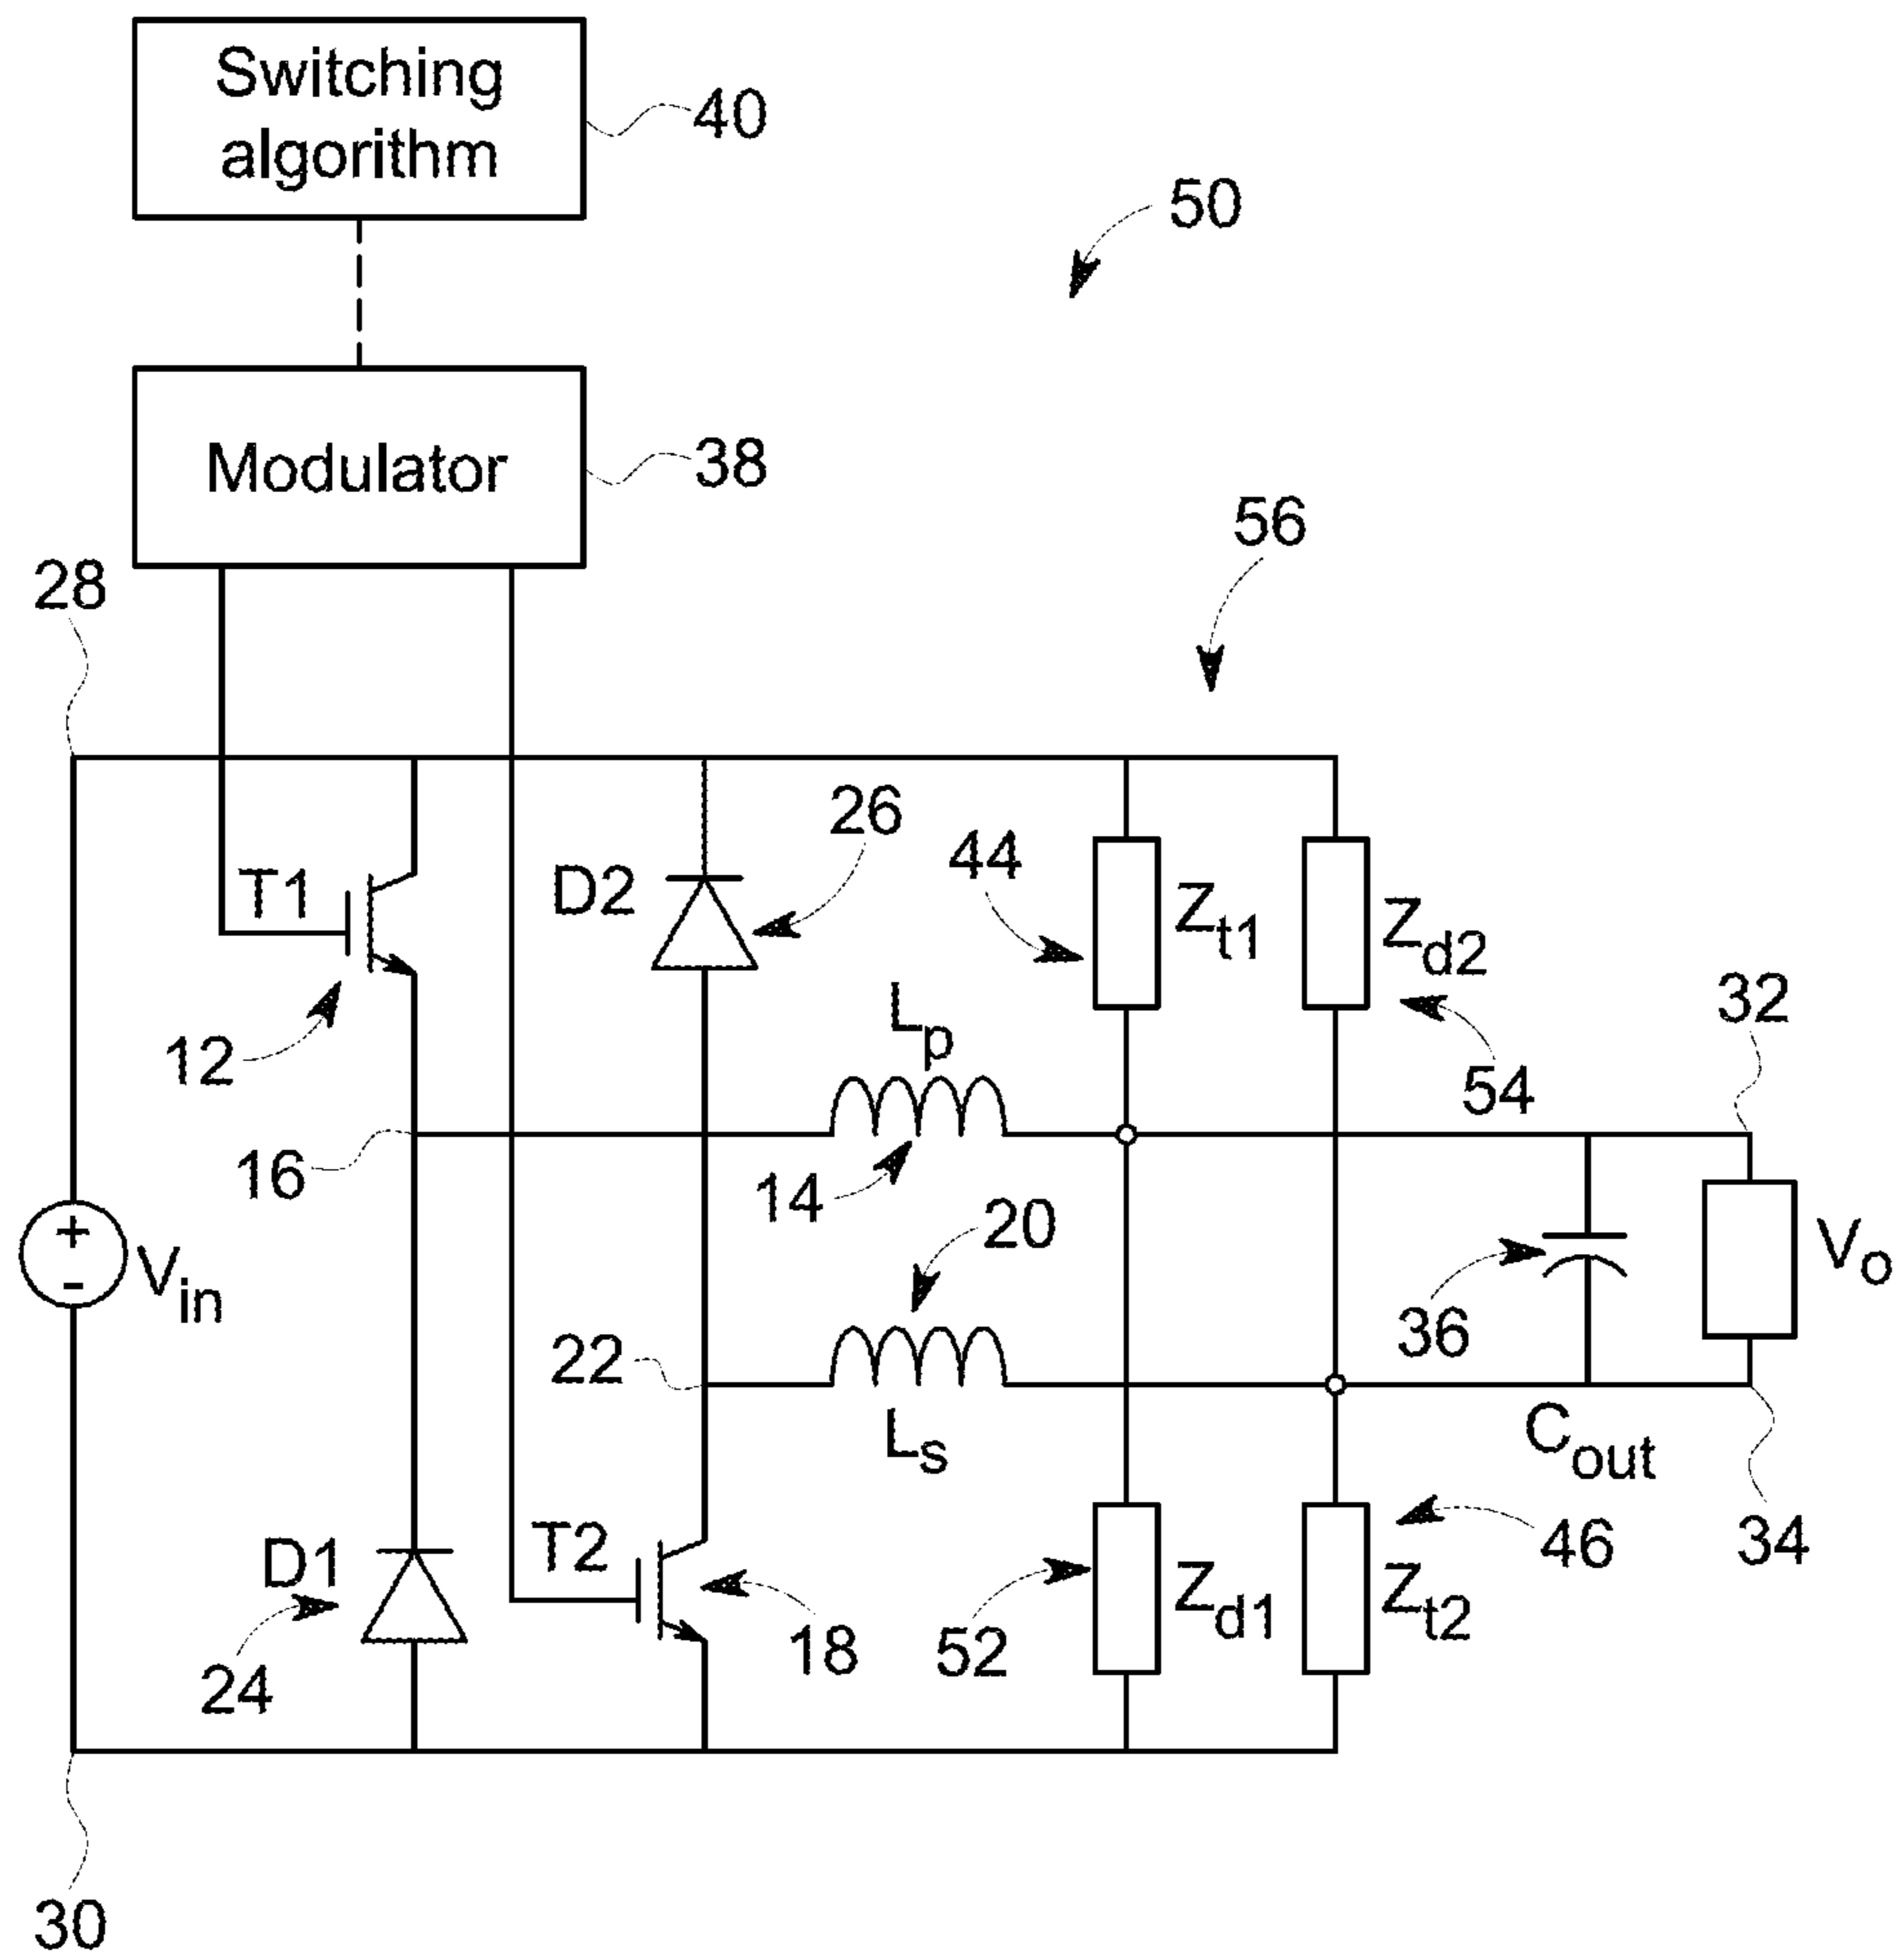 Switching
algorithm
40
50
Modulator
38
56
28
T1
D2
26
44
Zt1
Zd2
12
Lp
54
32
16
14
20
+
-
Vin
22
Ls
36
Vo
Cout
D1
T2
46
34
24
18
52
Zd1
Zt2
30